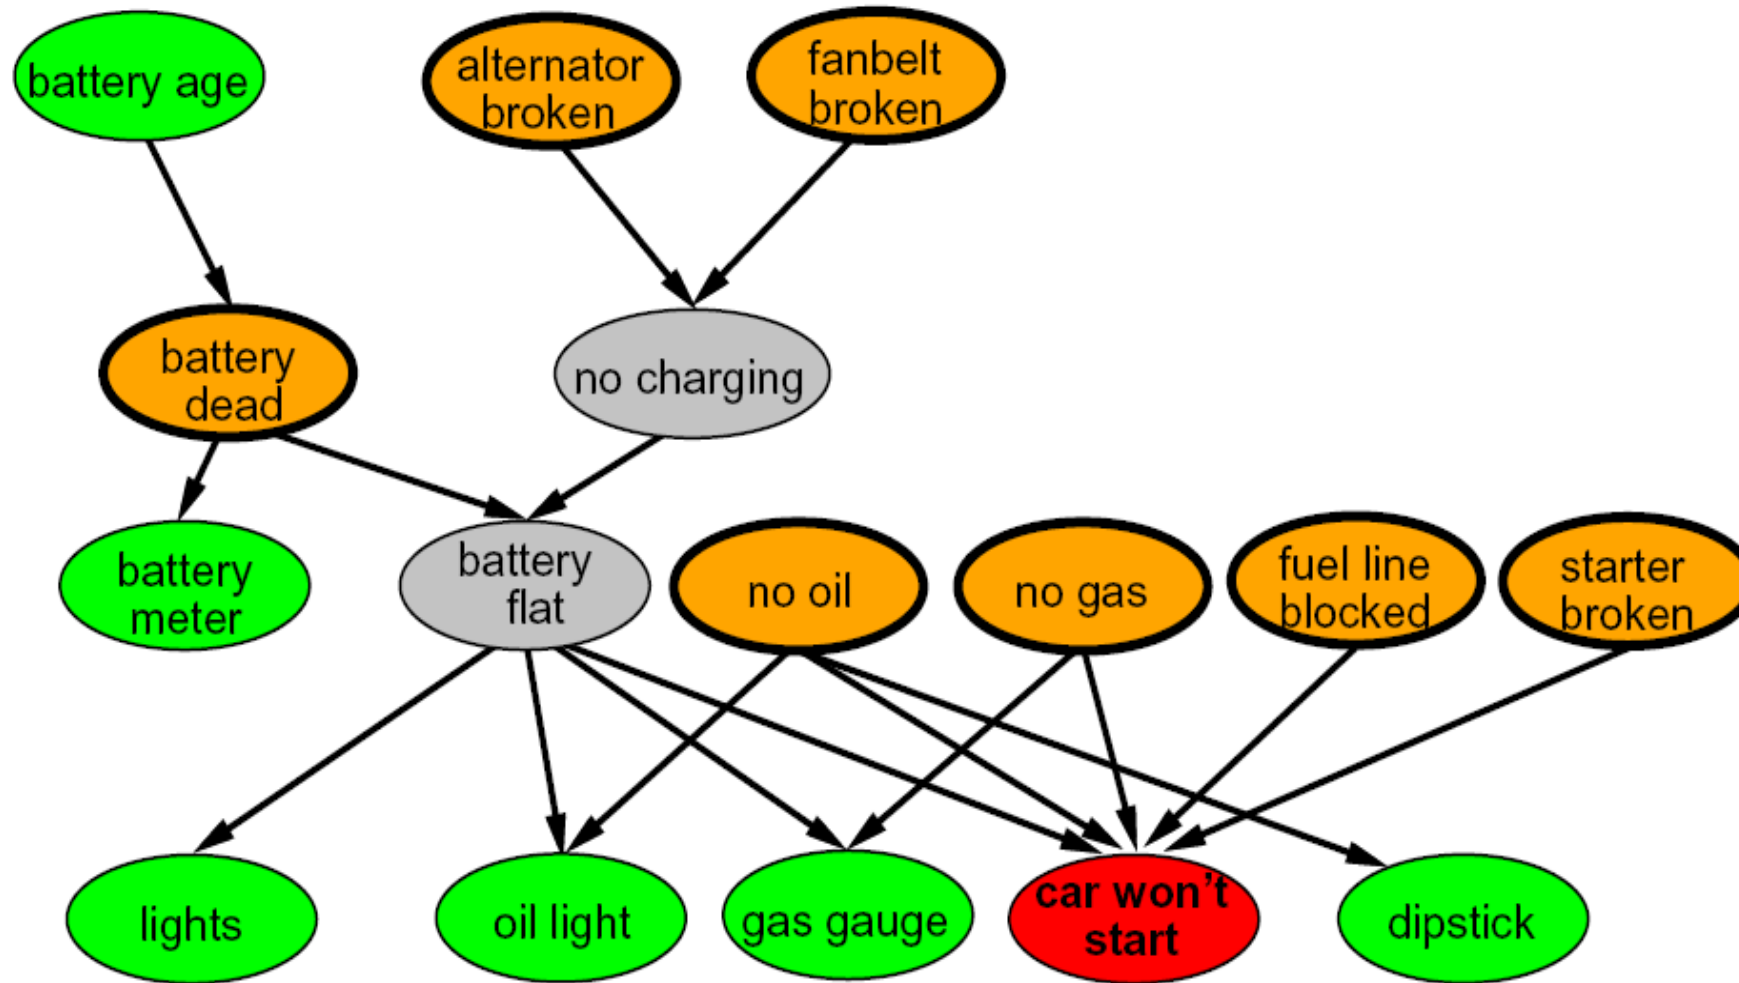 battery age
alternator
broken
fanbelt
broken
battery
dead
no charging
battery
meter
battery
flat
no oil
no gas
fuel line
blocked
starter
broken
lights
oil light
gas gauge
car won't
start
dipstick